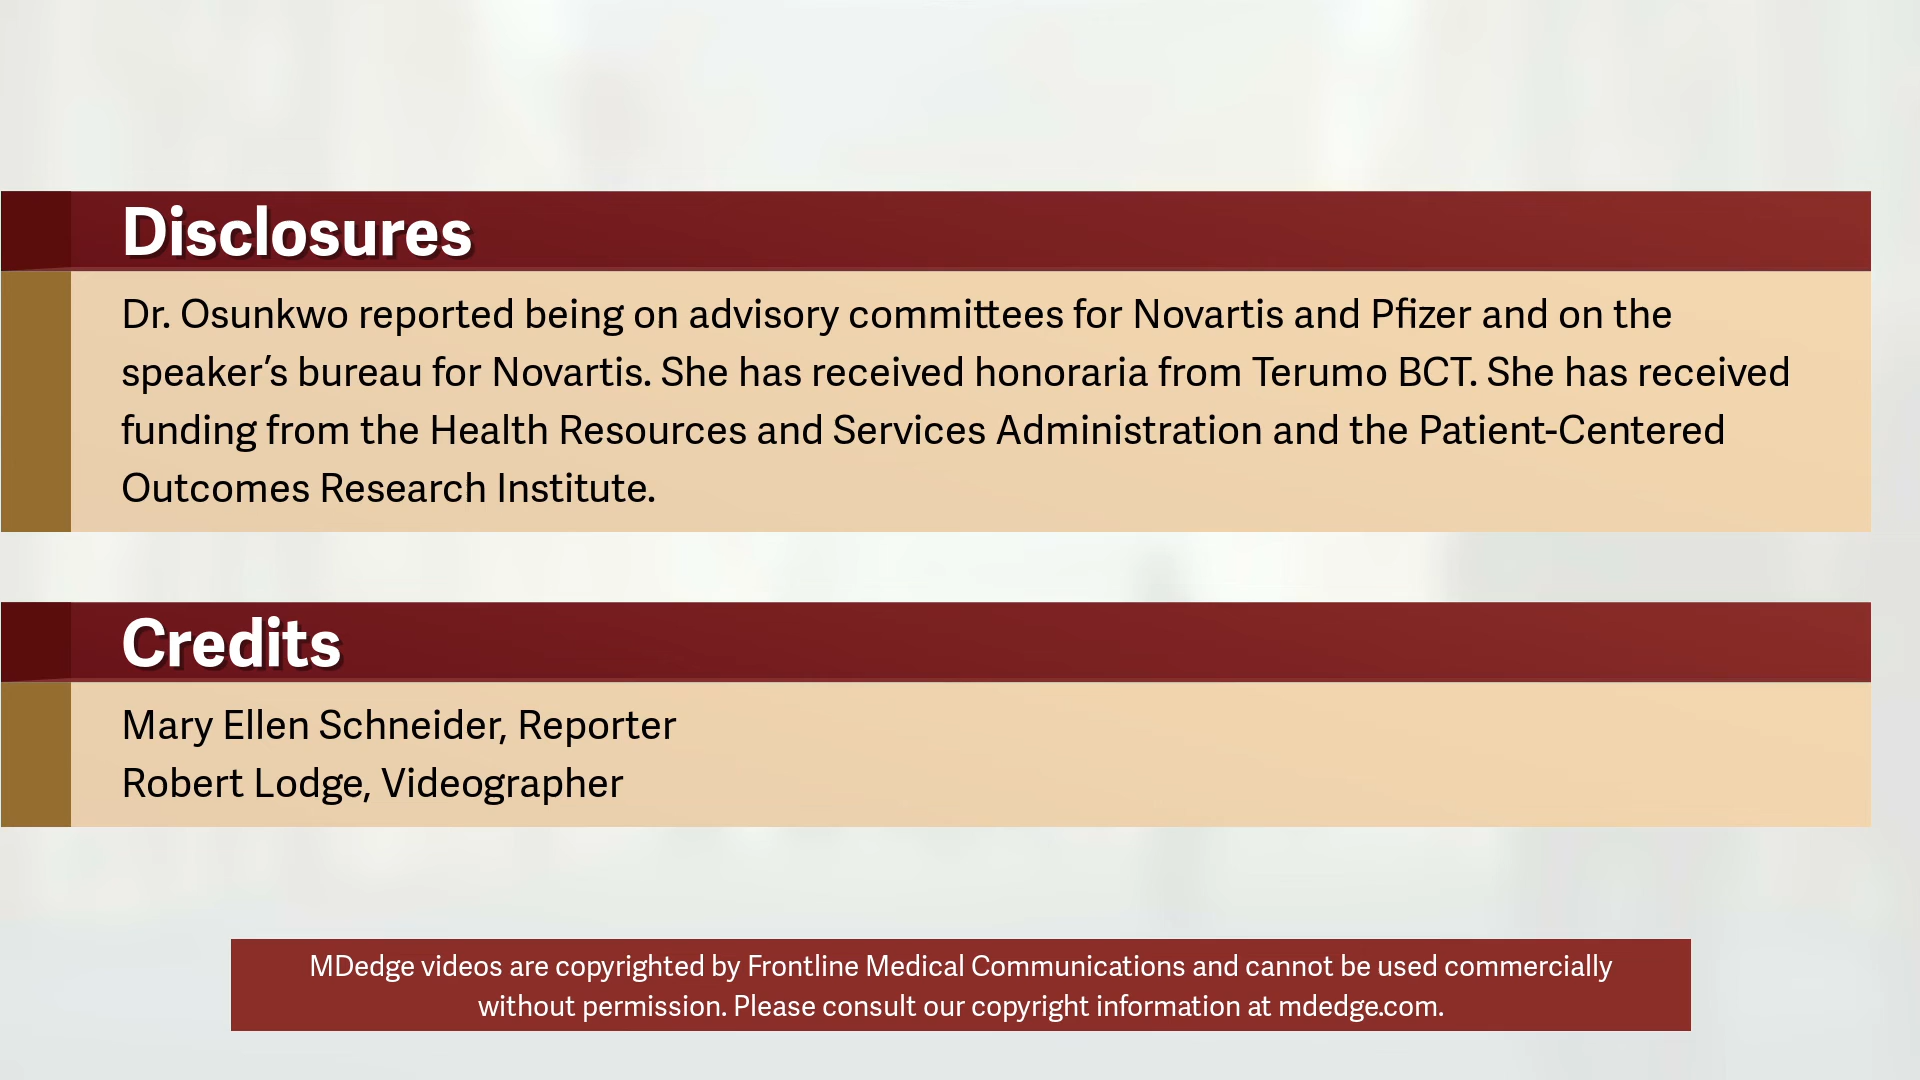 Disclosures
Dr. Osunkwo reported being on advisory committees for Novartis and Pfizer and on the
speaker’s bureau for Novartis. She has received honoraria from Terumo BCT. She has received
funding from the Health Resources and Services Administration and the Patient-Centered
Outcomes Research Institute.
Credits
Mary Ellen Schneider, Reporter
Robert Lodge, Videographer
MDedge videos are copyrighted by Frontline Medical Communications and cannot be used commercially
without permission. Please consult our copyright information at mdedge.com.